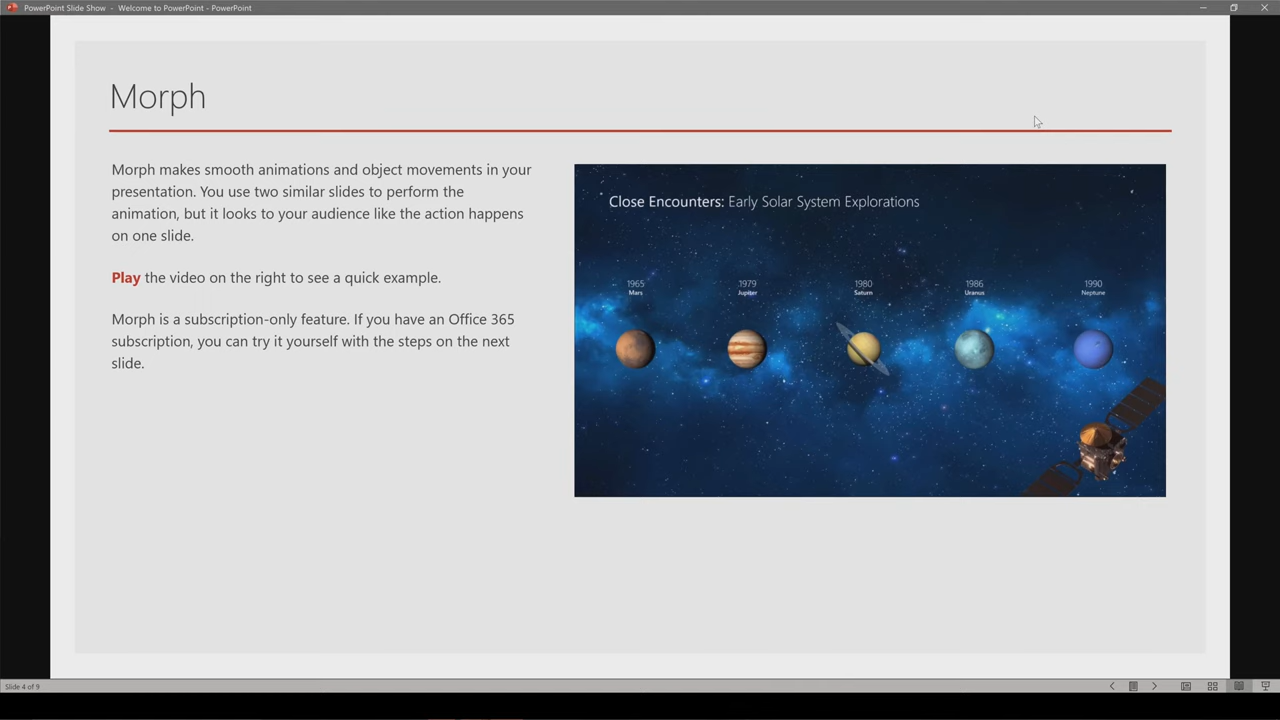 PowerPoint Slide Show - Welcome to PowerPoint - PowerPoint
Morph
Morph makes smooth animations and object movements in your
presentation. You use two similar slides to perform the
animation, but it looks to your audience like the action happens
on one slide.
Play the video on the right to see a quick example.
Morph is a subscription-only feature. If you have an Office 365
subscription, you can try it yourself with the steps on the next
slide.
Close Encounters: Early Solar System Explorations
1965
Mars
1979
Jupiter
1980
Saturn
1986
Uranus
1990
Neptune
Slide 4 of 9